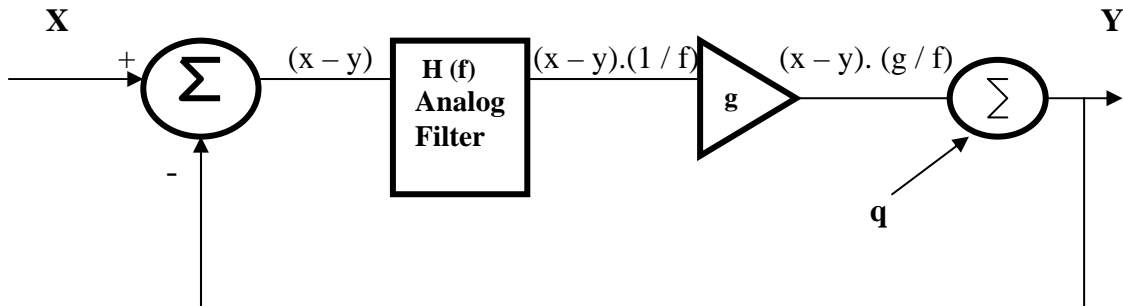 X
Y
+
Σ
(x – y)
H (f)
Analog
Filter
(x – y).(1 / f)
g
(x – y). (g / f)
∑
-
q